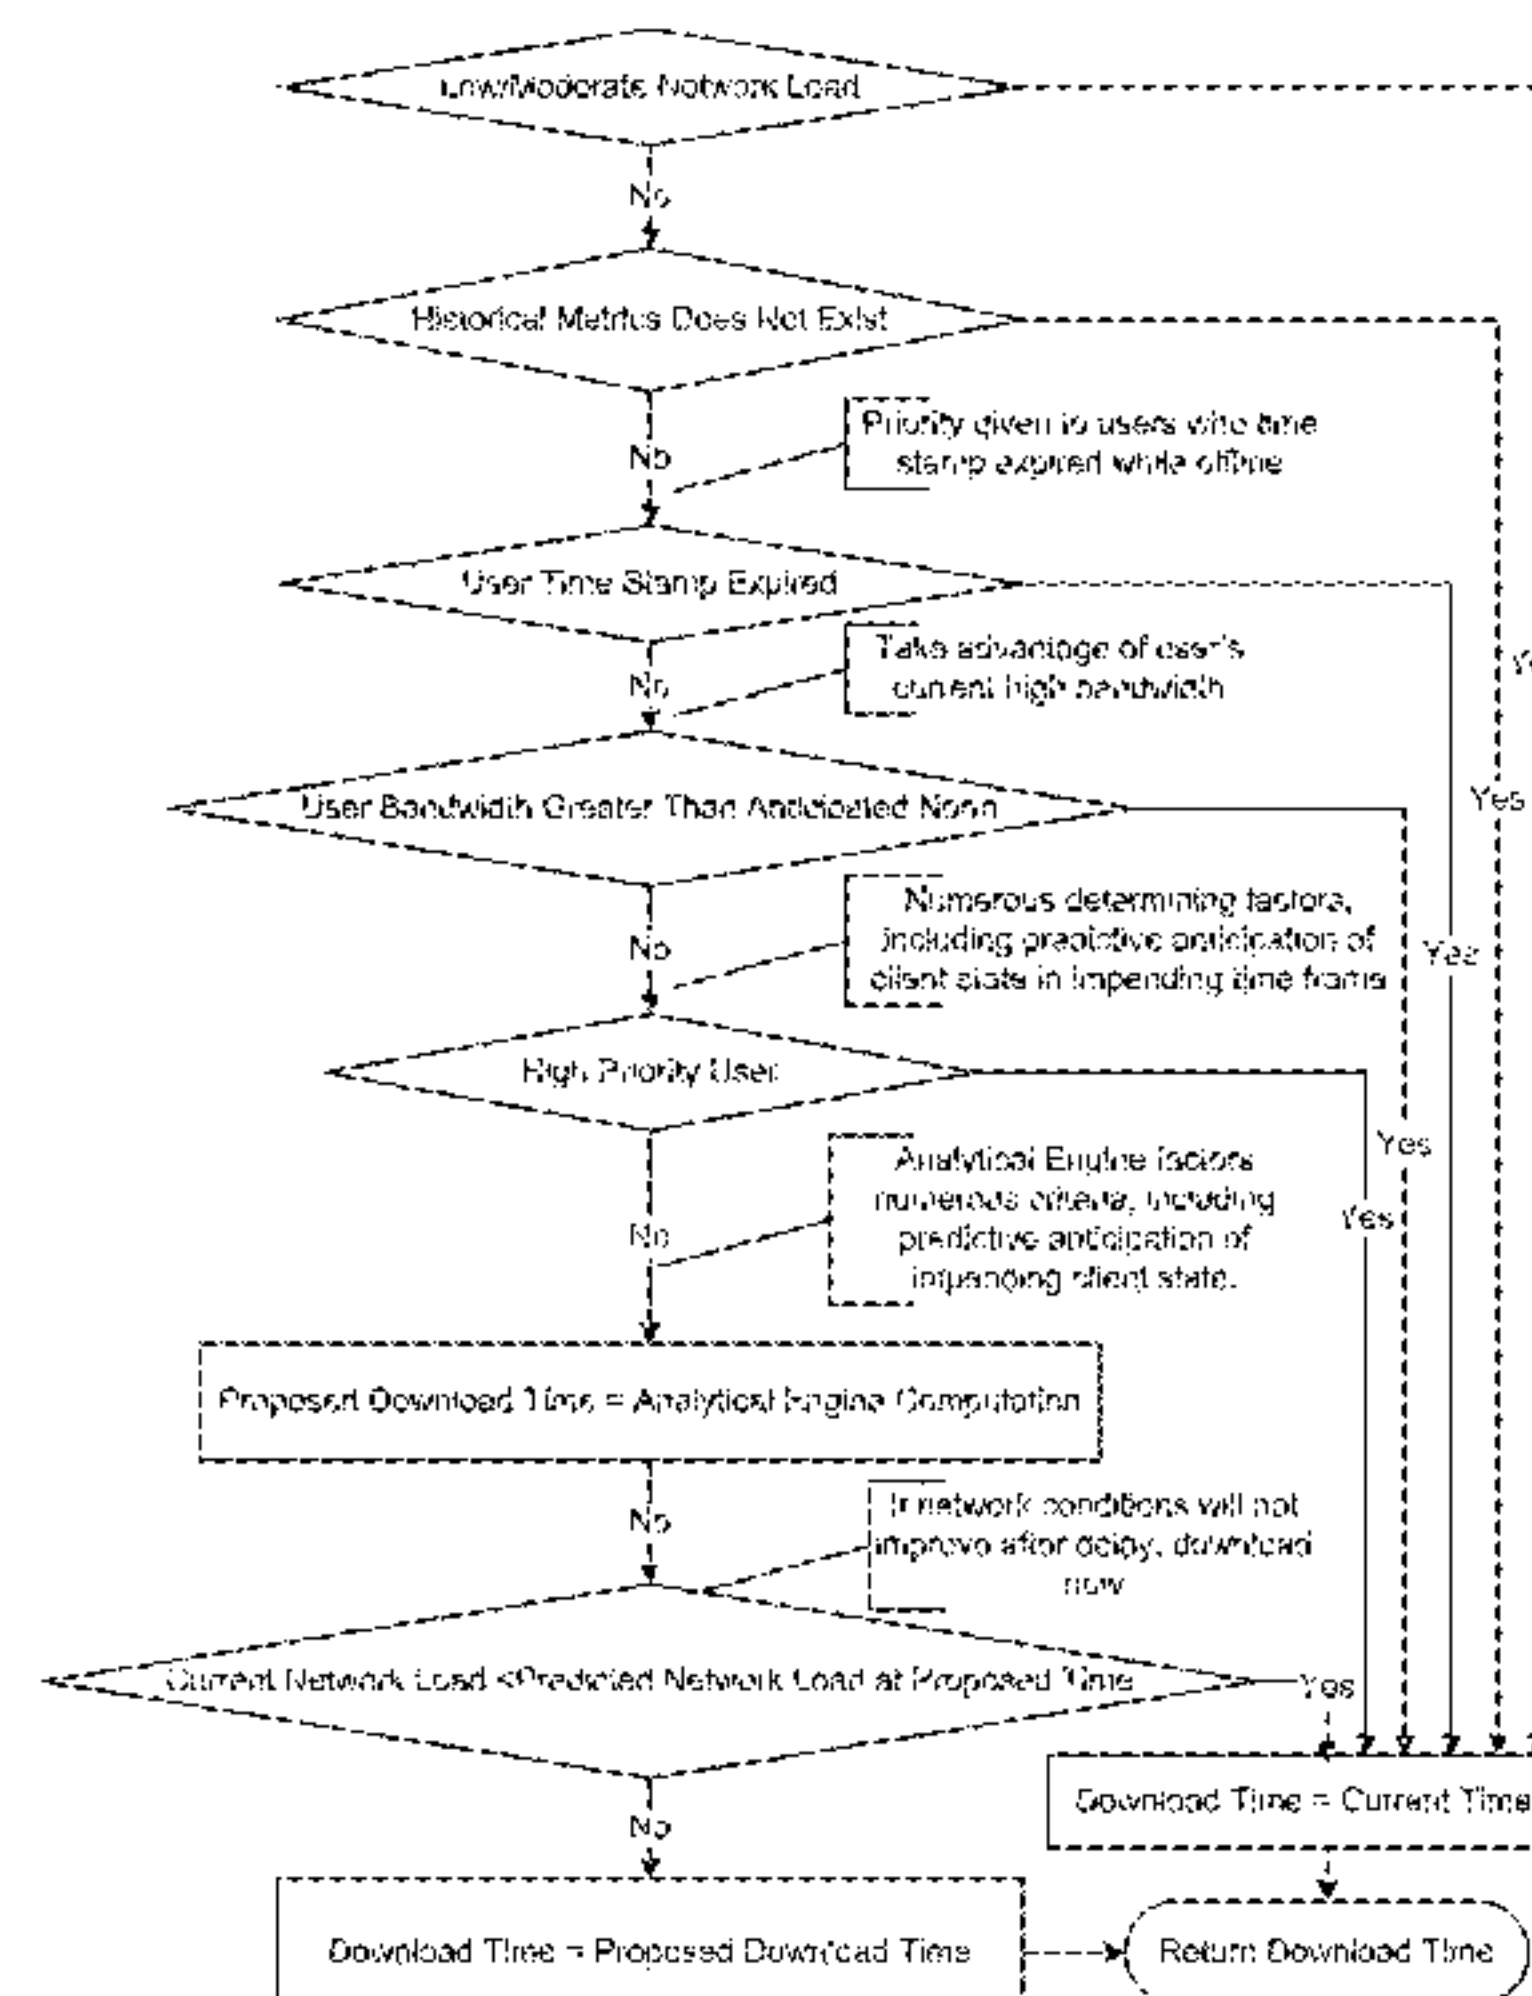 Low/Moderate Network Load
No
Historical Metrics Does Not Exist
Priority given to users who time
stamp expired while offline
No
User Time Stamp Expired
Take advantage of user's
current high bandwidth
No
User Bandwidth Greater Than Anticipated Norm
Yes
Numerous determining factors,
including predictive anticipation of
client state in impending time frame
No
Yes
High Priority User
Yes
Analytical Engine factors
numerous criteria, including
predictive anticipation of
impending client state.
No
Yes
Proposed Download Time = Analytical Engine Computation
If network conditions will not
improve after delay, download
now
No
Current Network Load <Predicted Network Load at Proposed Time
Yes
Download Time = Current Time
No
Download Time = Proposed Download Time
Return Download Time